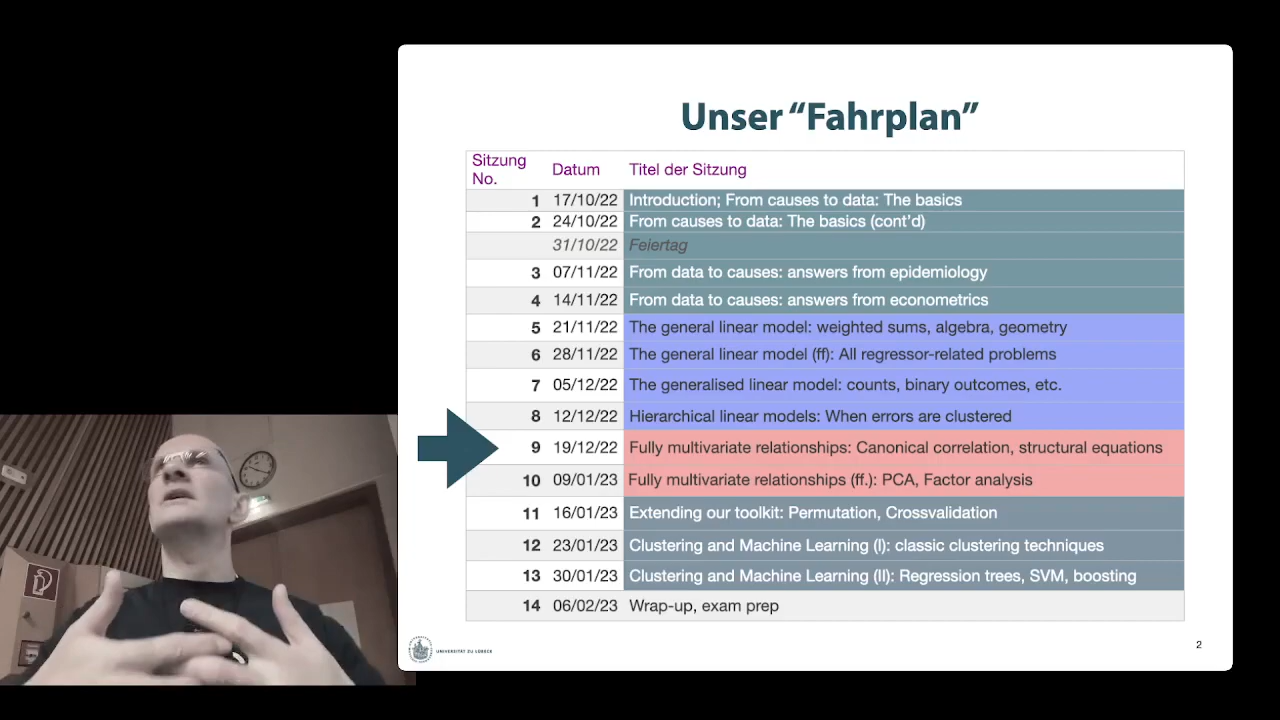 Unser “Fahrplan”
Sitzung No. Datum Titel der Sitzung
1 17/10/22 Introduction; From causes to data: The basics
2 24/10/22 From causes to data: The basics (cont’d)
31/10/22 Feiertag
3 07/11/22 From data to causes: answers from epidemiology
4 14/11/22 From data to causes: answers from econometrics
5 21/11/22 The general linear model: weighted sums, algebra, geometry
6 28/11/22 The general linear model (ff): All regressor-related problems
7 05/12/22 The generalised linear model: counts, binary outcomes, etc.
8 12/12/22 Hierarchical linear models: When errors are clustered
9 19/12/22 Fully multivariate relationships: Canonical correlation, structural equations
10 09/01/23 Fully multivariate relationships (ff.): PCA, Factor analysis
11 16/01/23 Extending our toolkit: Permutation, Crossvalidation
12 23/01/23 Clustering and Machine Learning (I): classic clustering techniques
13 30/01/23 Clustering and Machine Learning (II): Regression trees, SVM, boosting
14 06/02/23 Wrap-up, exam prep
UNIVERSITÄT ZU LÜBECK
2